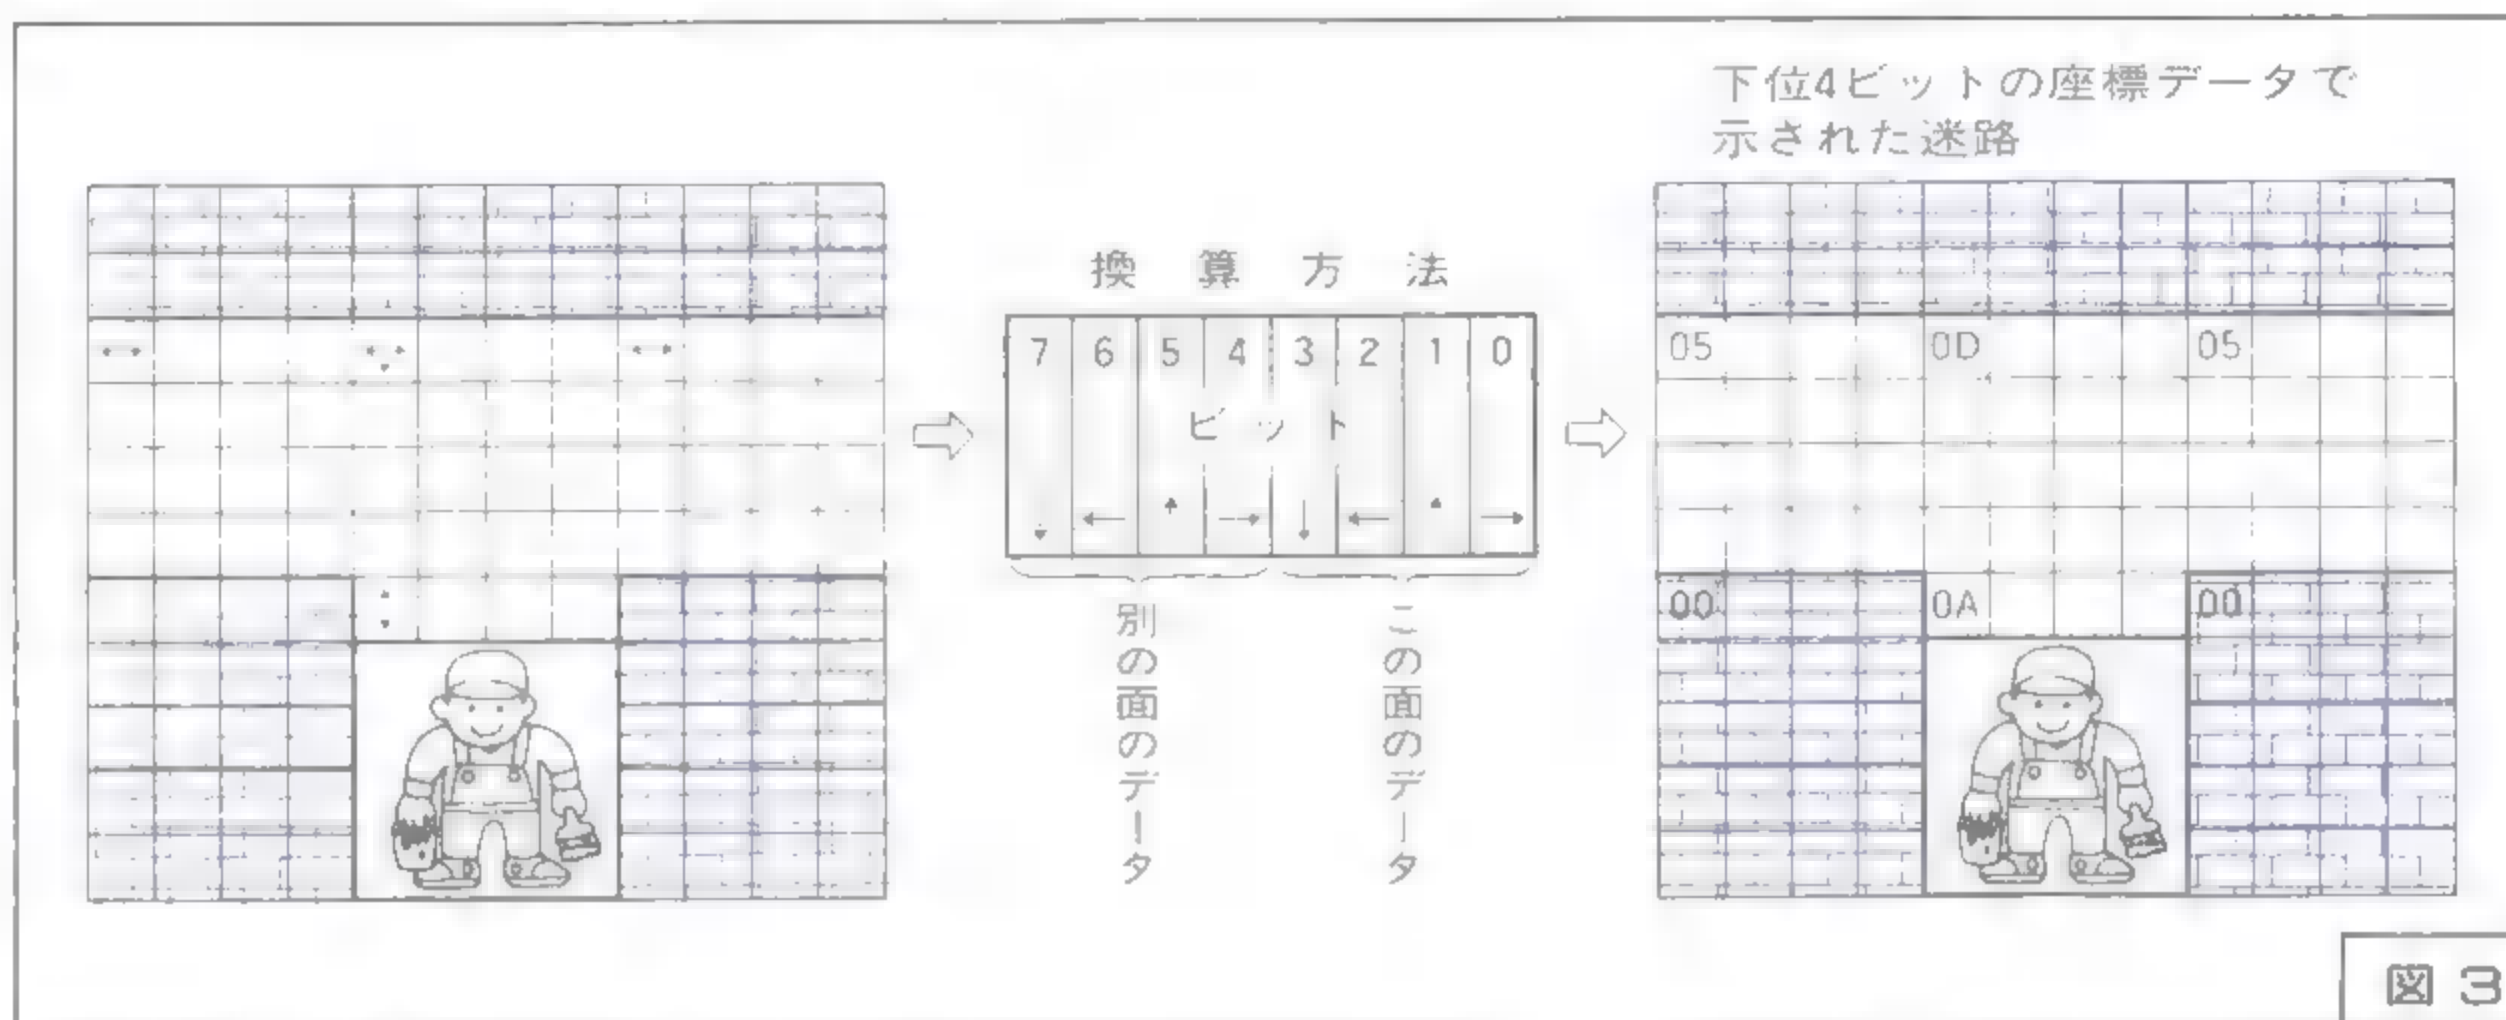 下位4ビットの座標データで
示された迷路
換算方法
7 6 5 4 3 2 1 0
ビット
別の面のデータ
この面のデータ
05 0D 05
00 0A 00
図3